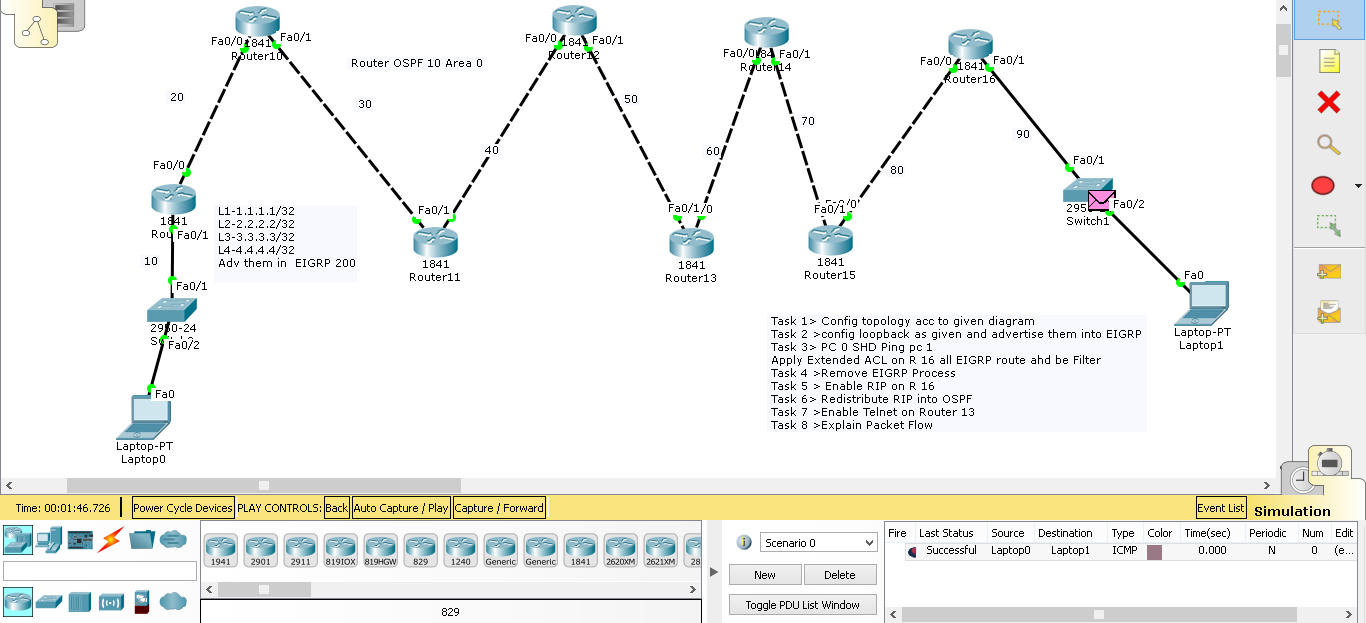 Fa0/0
Fa0/1
1841
Router10
Router OSPF 10 Area 0
Fa0/0
Fa0/1
1841
Router12
Fa0/0
Fa0/1
Router14
Fa0/0
Fa0/1
1841
Router16
20
30
40
50
60
70
80
90
Fa0/0
1841
Fa0/1
10
Fa0/1
2950-24
Fa0/2
Fa0
Laptop-PT
Laptop0
L1-1.1.1.1/32
L2-2.2.2.2/32
L3-3.3.3.3/32
L4-4.4.4.4/32
Adv them in EIGRP 200
Fa0/1
1841
Router11
Fa0/1/0
1841
Router13
Fa0/1
1841
Router15
Fa0/1
Fa0/2
Switch1
Fa0
Laptop-PT
Laptop1
Task 1> Config topology acc to given diagram
Task 2 >config loopback as given and advertise them into EIGRP
Task 3> PC 0 SHD Ping pc 1
Apply Extended ACL on R 16 all EIGRP route ahd be Filter
Task 4 >Remove EIGRP Process
Task 5 > Enable RIP on R 16
Task 6> Redistribute RIP into OSPF
Task 7 >Enable Telnet on Router 13
Task 8 >Explain Packet Flow
Time: 00:01:46.726
Power Cycle Devices
PLAY CONTROLS:
Back
Auto Capture / Play
Capture / Forward
Event List
Simulation
1941
2901
2911
819IOX
819HGW
829
1240
Generic
Generic
1841
2620XM
2621XM
28
829
Scenario 0
New
Delete
Toggle PDU List Window
Fire Last Status Source Destination Type Color Time(sec) Periodic Num Edit
Successful Laptop0 Laptop1 ICMP 0.000 N 0 (e...